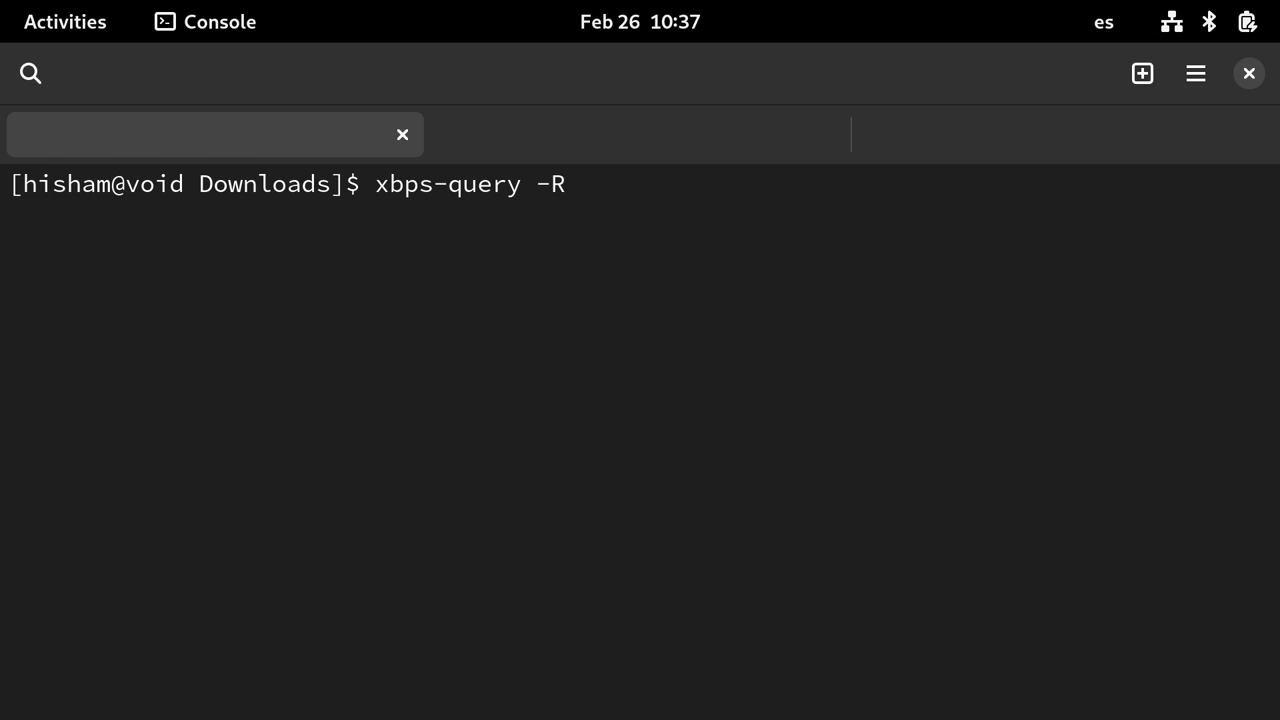 Activities Console Feb 26 10:37 es
[hisham@void Downloads]$ xbps-query -R